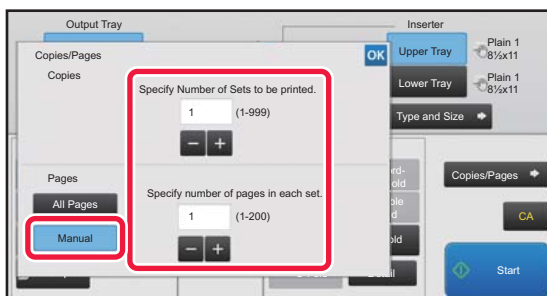 Output Tray
Inserter
Copies/Pages
OK
Upper Tray
Plain 1
8½x11
Copies
Specify Number of Sets to be printed.
Lower Tray
Plain 1
8½x11
1
(1-999)
Type and Size
Pages
Specify number of pages in each set.
Copies/Pages
All Pages
1
(1-200)
CA
Manual
Start